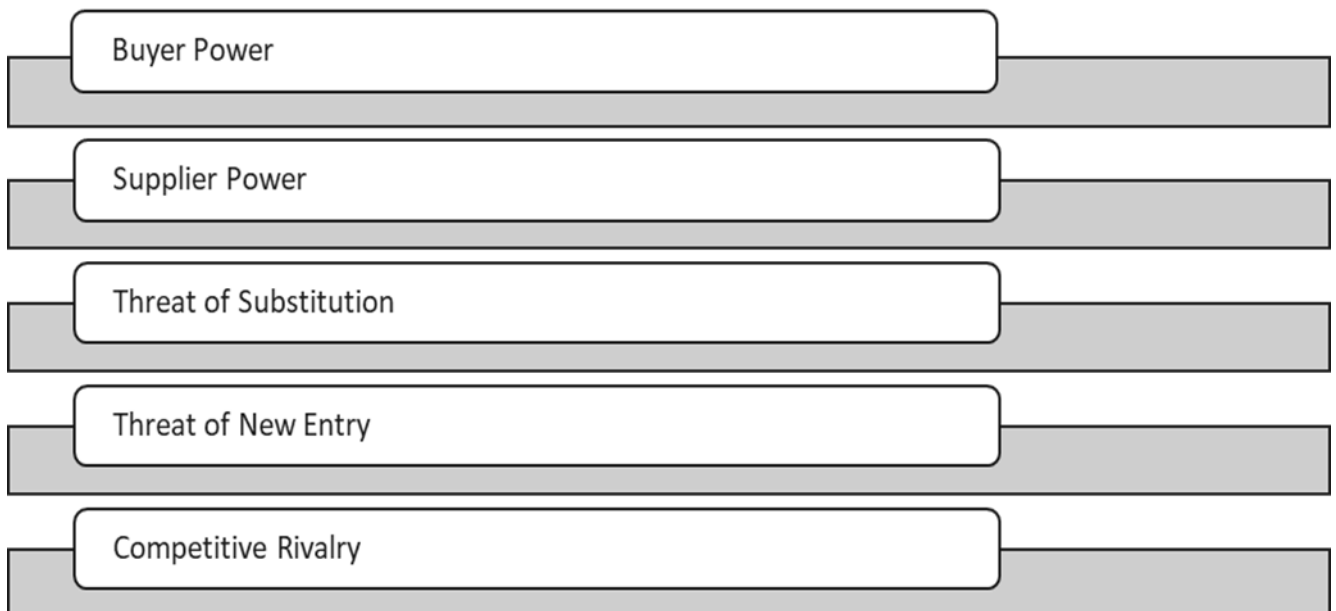 Buyer Power
Supplier Power
Threat of Substitution
Threat of New Entry
Competitive Rivalry